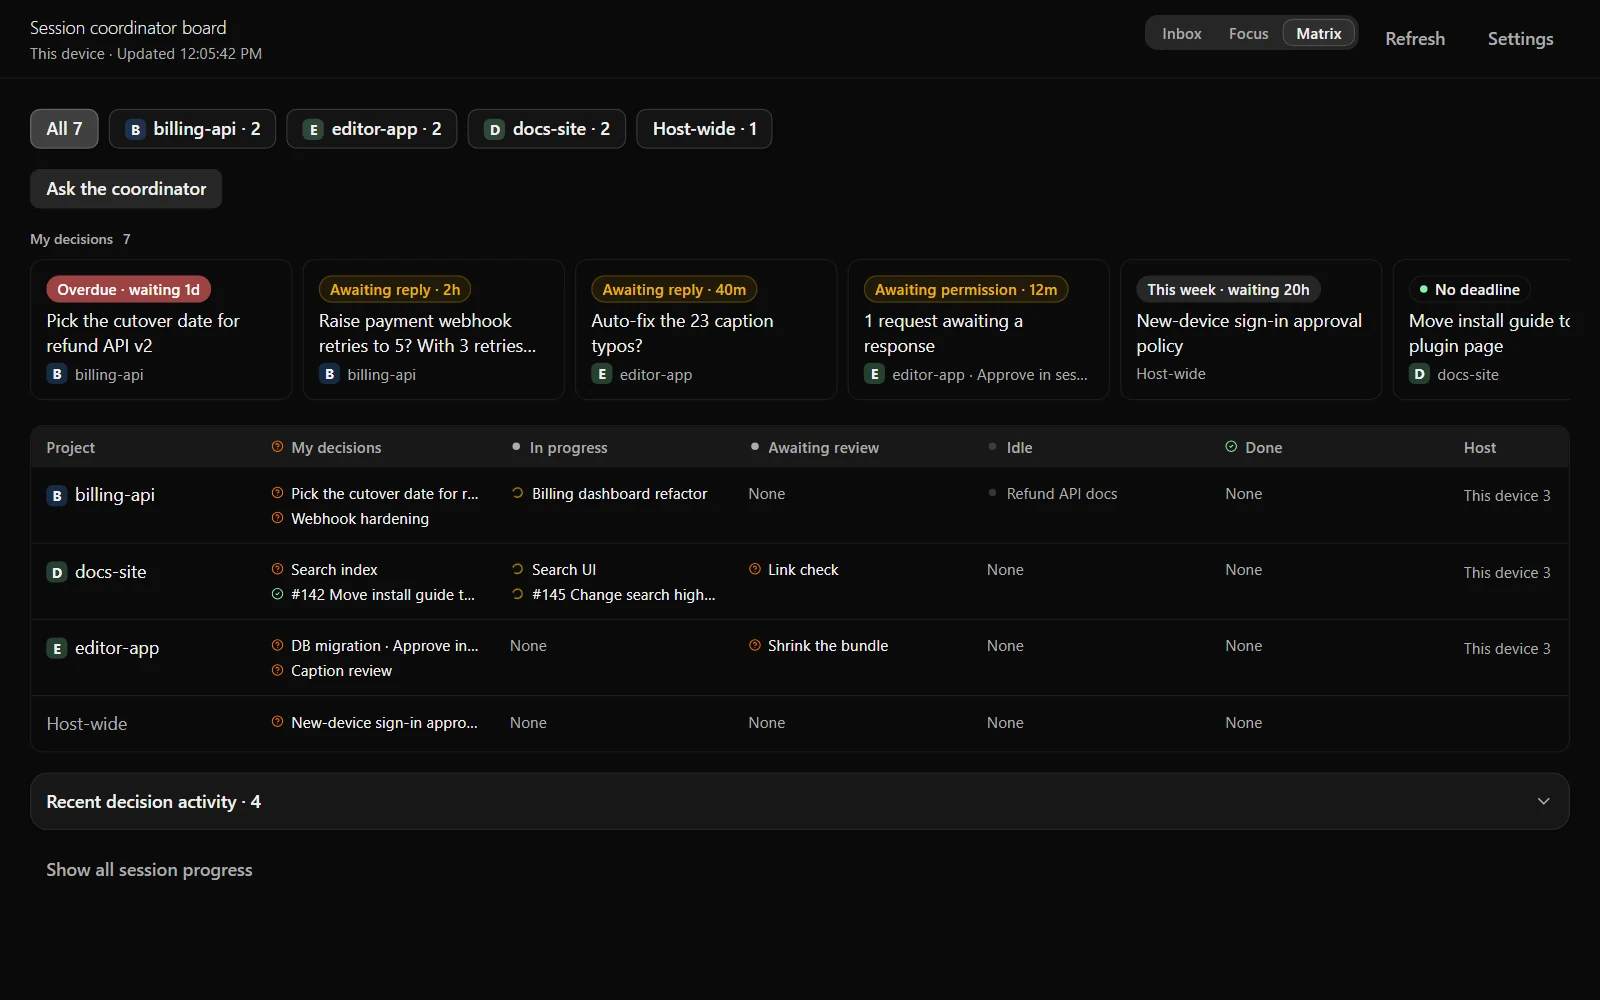 Session coordinator board
This device · Updated 12:05:42 PM
Inbox Focus Matrix Refresh Settings
All 7 B billing-api · 2 E editor-app · 2 D docs-site · 2 Host-wide · 1
Ask the coordinator
My decisions 7
Overdue · waiting 1d
Pick the cutover date for
refund API v2
B billing-api
Awaiting reply · 2h
Raise payment webhook
retries to 5? With 3 retries...
B billing-api
Awaiting reply · 40m
Auto-fix the 23 caption
typos?
E editor-app
Awaiting permission · 12m
1 request awaiting a
response
E editor-app · Approve in ses...
This week · waiting 20h
New-device sign-in approval
policy
Host-wide
No deadline
Move install guide to
plugin page
D docs-site
Project My decisions In progress Awaiting review Idle Done Host
B billing-api Pick the cutover date for r... Billing dashboard refactor None Refund API docs None This device 3
Webhook hardening
D docs-site Search index Search UI Link check None None This device 3
#142 Move install guide t... #145 Change search high...
E editor-app DB migration · Approve in... None Shrink the bundle None None This device 3
Caption review
Host-wide New-device sign-in appro... None None None None
Recent decision activity · 4
Show all session progress